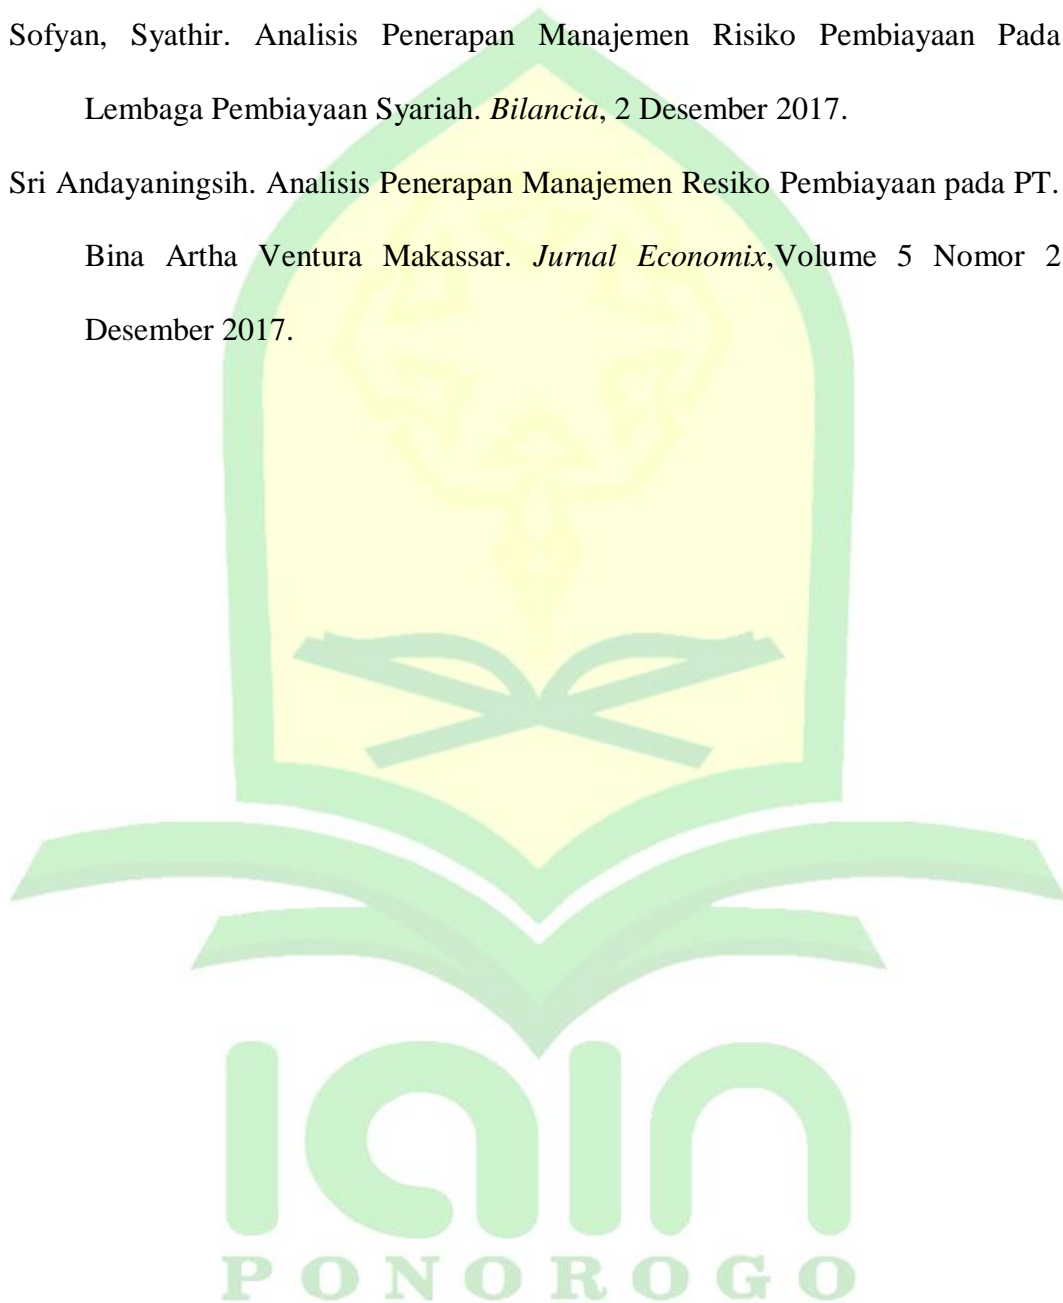 Sofyan, Syathir. Analisis Penerapan Manajemen Risiko Pembiayaan Pada
Lembaga Pembiayaan Syariah. Bilancia, 2 Desember 2017.
Sri Andayaningsih. Analisis Penerapan Manajemen Resiko Pembiayaan pada PT.
Bina Artha Ventura Makassar. Jurnal Economix,Volume 5 Nomor 2
Desember 2017.
iain
PONOROGO